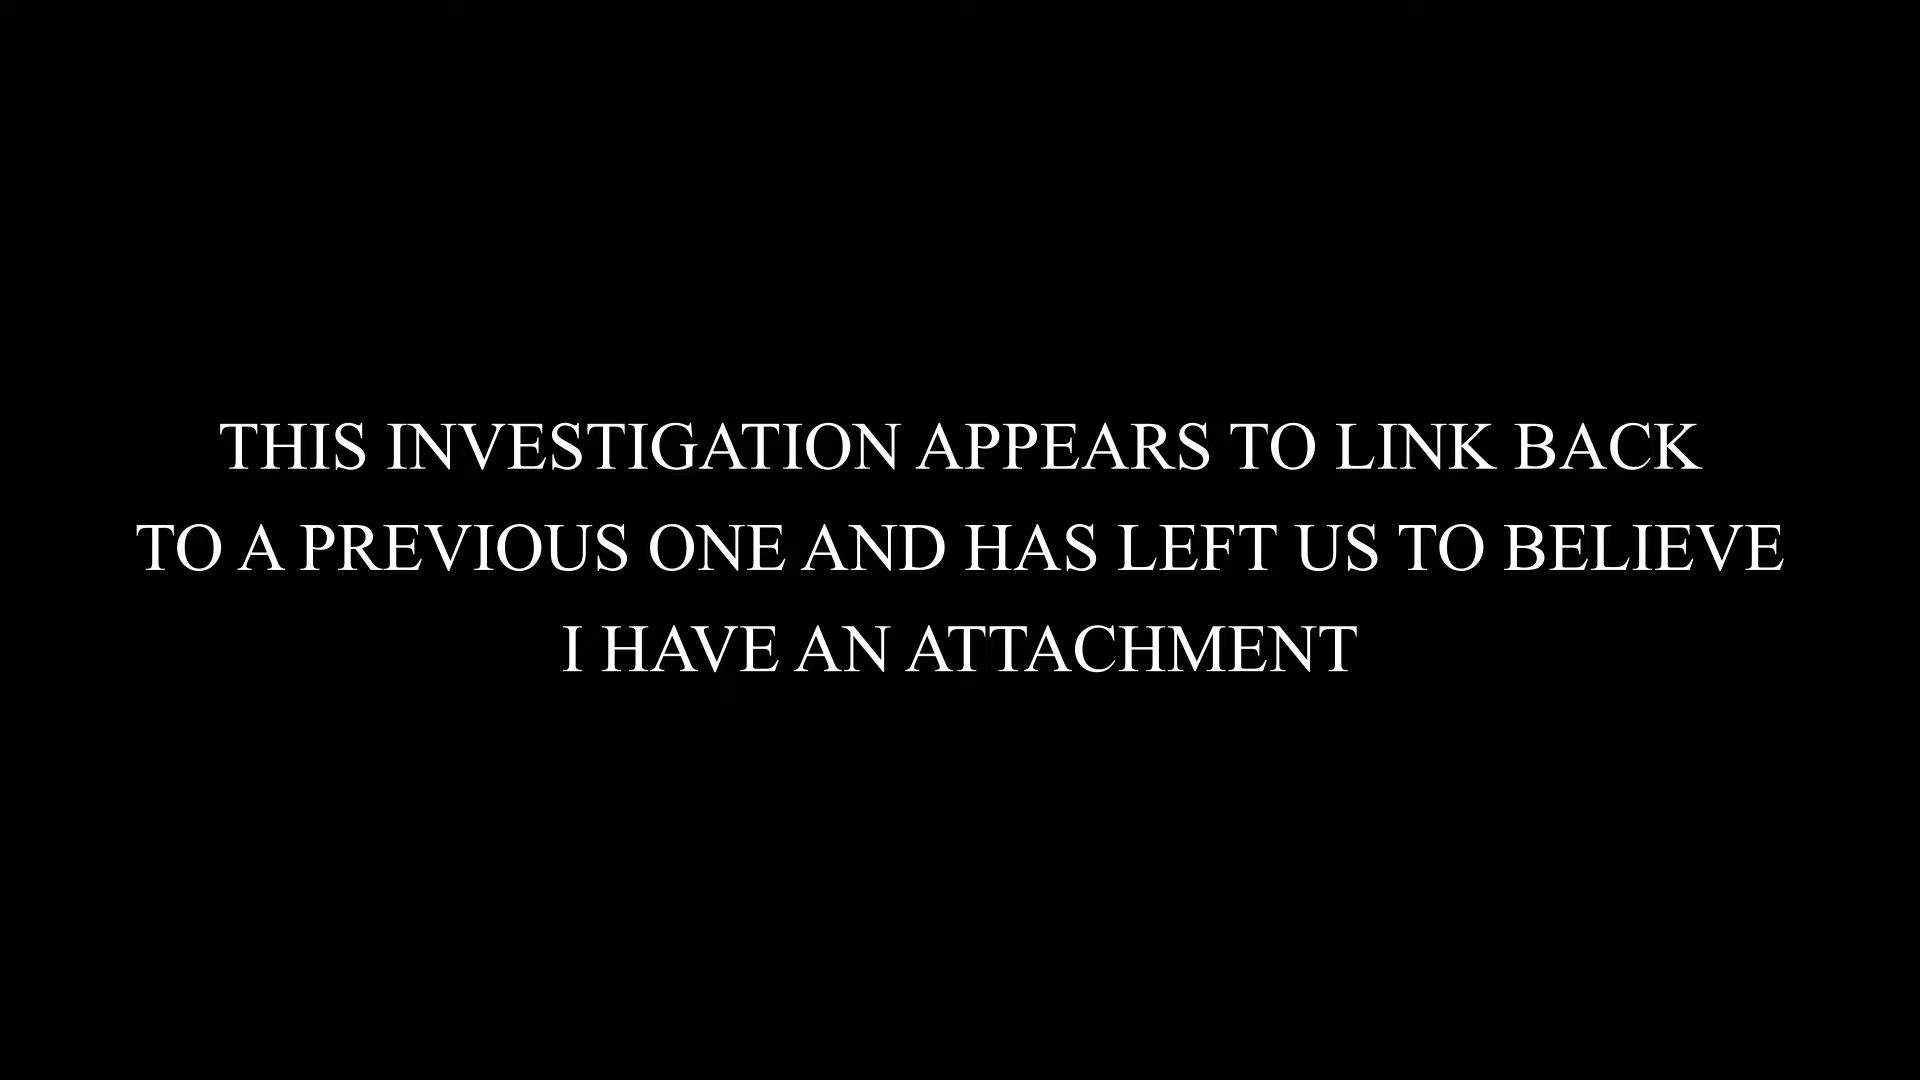 THIS INVESTIGATION APPEARS TO LINK BACK
TO A PREVIOUS ONE AND HAS LEFT US TO BELIEVE
I HAVE AN ATTACHMENT